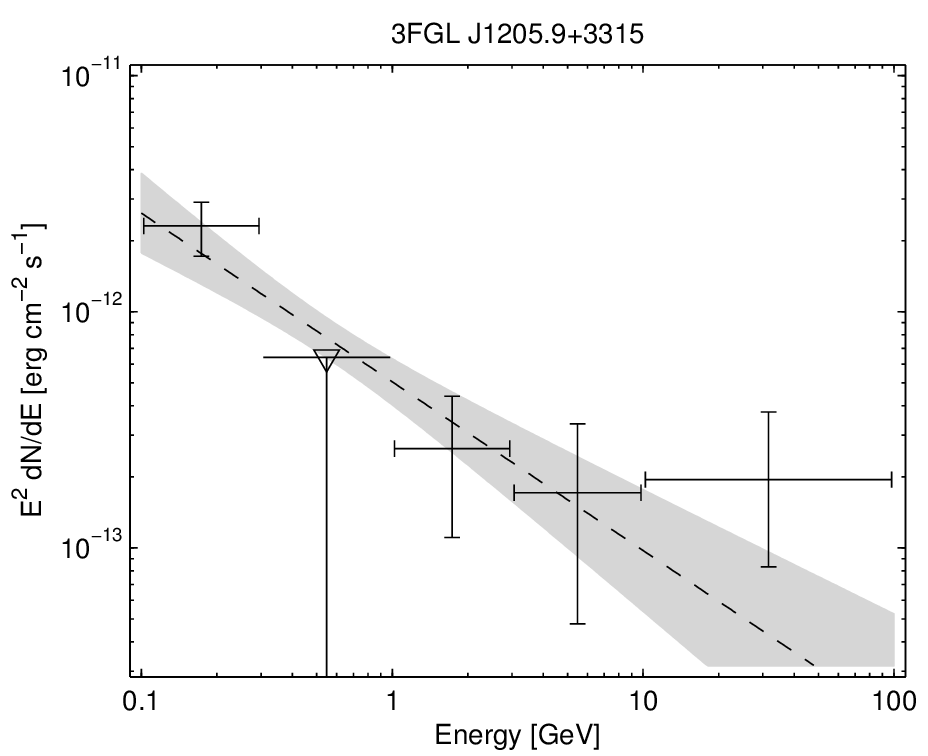 3FGL J1205.9+3315
10⁻¹¹
10⁻¹²
10⁻¹³
E² dN/dE [erg cm⁻² s⁻¹]
0.1 1 10 100
Energy [GeV]